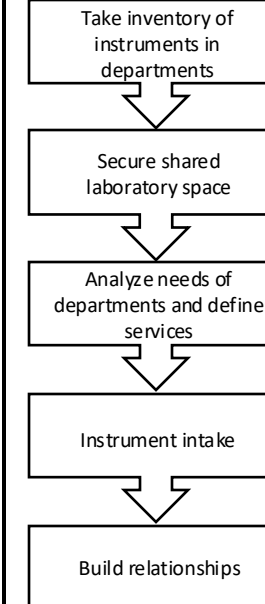 Take inventory of
instruments in
departments
Secure shared
laboratory space
Analyze needs of
departments and define
services
Instrument intake
Build relationships